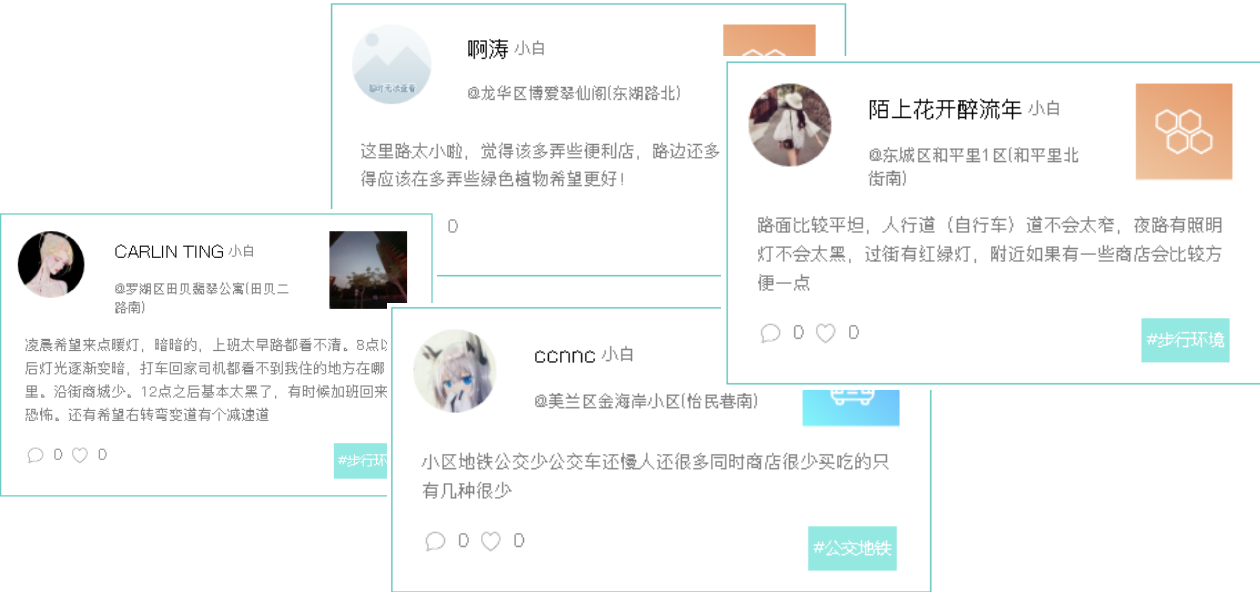 啊涛 小白
@龙华区博爱翠仙阁(东湖路北)
这里路太小啦，觉得该多弄些便利店，路边还多
得应该在多弄些绿色植物希望更好！
0
陌上花开醉流年 小白
@东城区和平里1区(和平里北
街南)
路面比较平坦，人行道（自行车）道不会太窄，夜路有照明
灯不会太黑，过街有红绿灯，附近如果有一些商店会比较方
便一点
0 0
#步行环境
CARLIN TING 小白
@罗湖区田贝翡翠公寓(田贝二
路南)
凌晨希望来点暖灯，暗暗的，上班太早路都看不清。8点以
后灯光逐渐变暗，打车回家司机都看不到我住的地方在哪
里。沿街商城少。12点之后基本太黑了，有时候加班回来
恐怖。还有希望右转弯变道有个减速道
0 0
#步行环
ccnnc 小白
@美兰区金海岸小区(怡民巷南)
小区地铁公交少公交车还慢人还很多同时商店很少买吃的只
有几种很少
0 0
#公交地铁